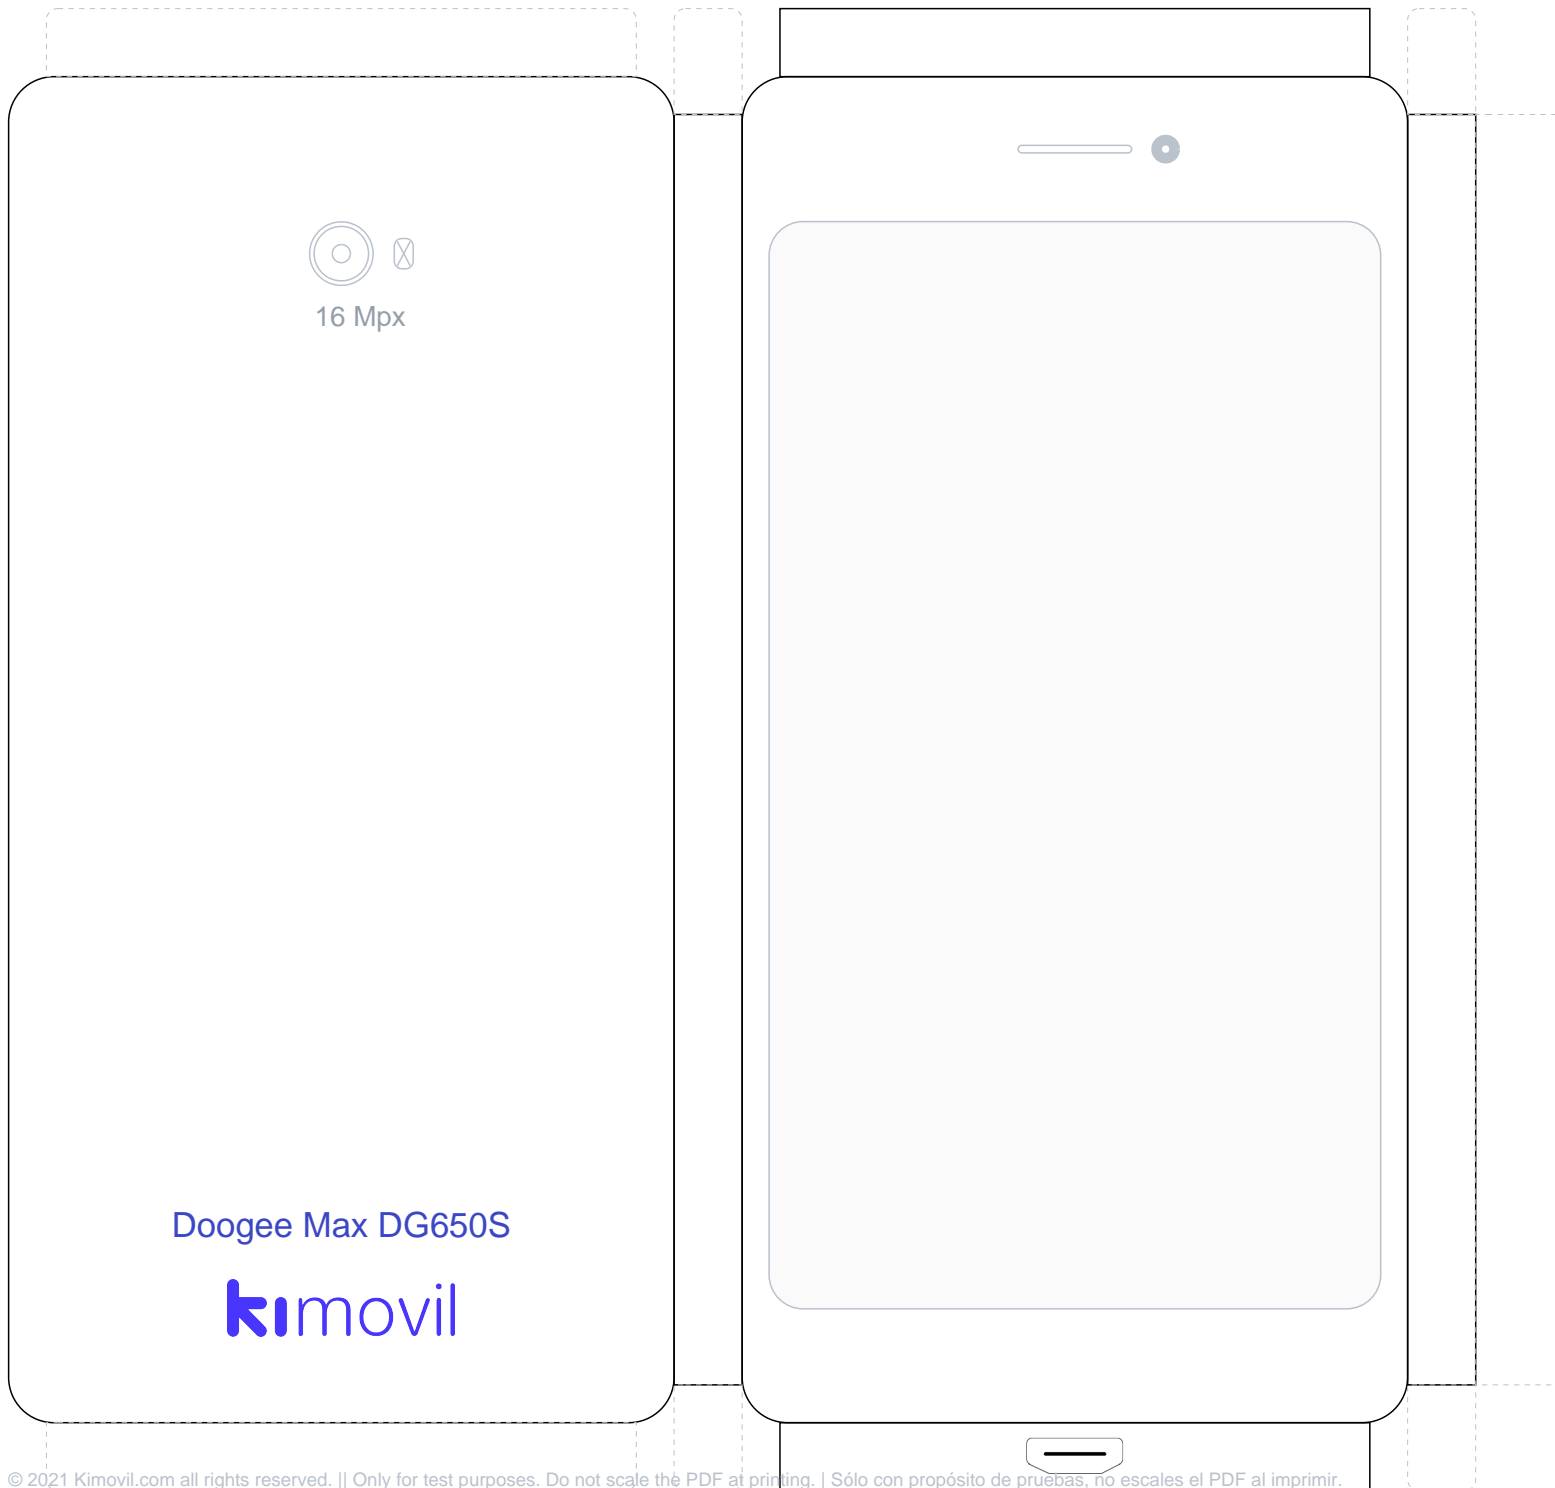 16 Mpx
Doogee Max DG650S
kimovil
© 2021 Kimovil.com all rights reserved. || Only for test purposes. Do not scale the PDF at printing. | Sólo con propósito de pruebas, no escales el PDF al imprimir.